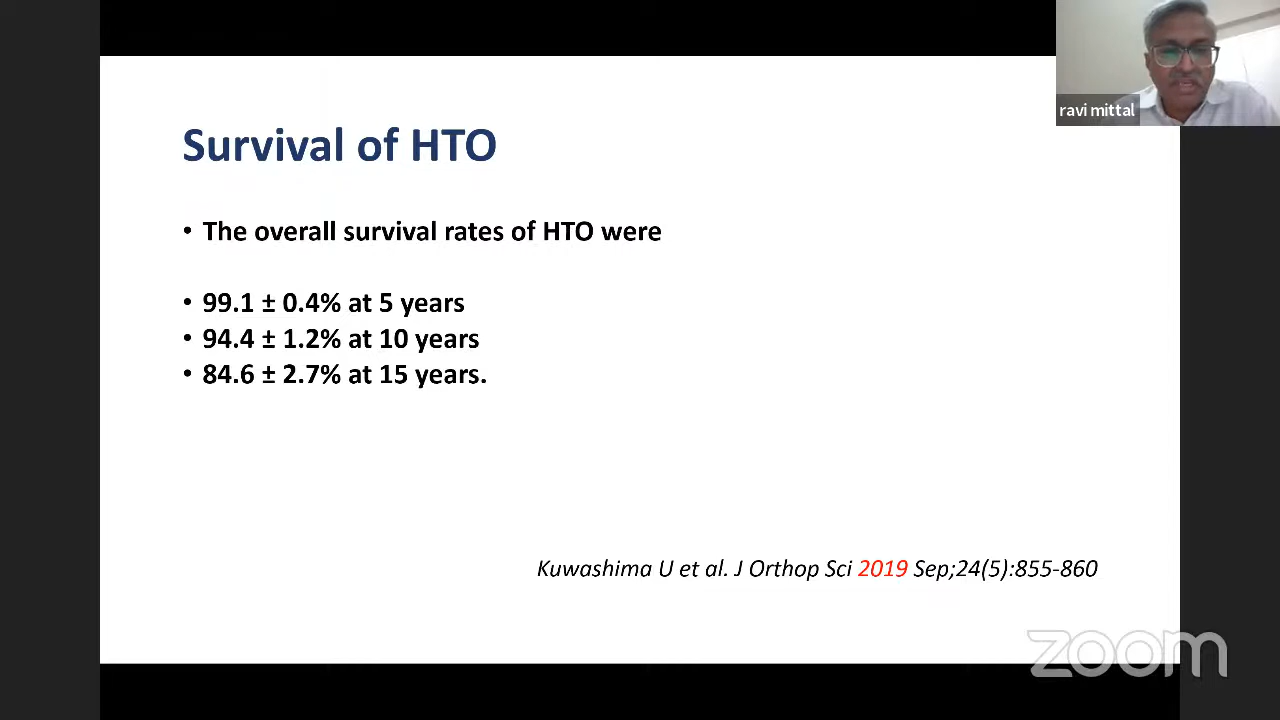 ravi mittal
Survival of HTO
• The overall survival rates of HTO were
• 99.1 ± 0.4% at 5 years
• 94.4 ± 1.2% at 10 years
• 84.6 ± 2.7% at 15 years.
Kuwashima U et al. J Orthop Sci 2019 Sep;24(5):855-860
zoom